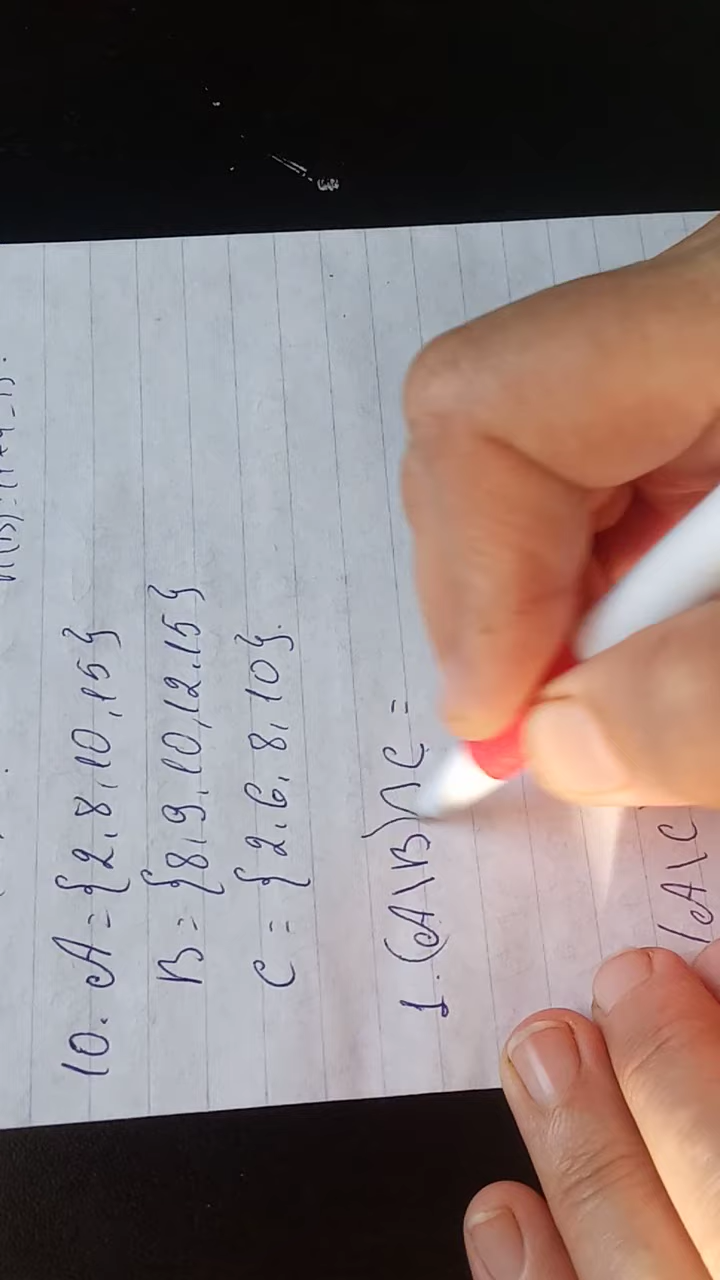 10. A = {2,8,10,15}
B = {8,9,10,12,15}
C = {2,6,8,10}.
1. (A\B)∩C =
(A\C